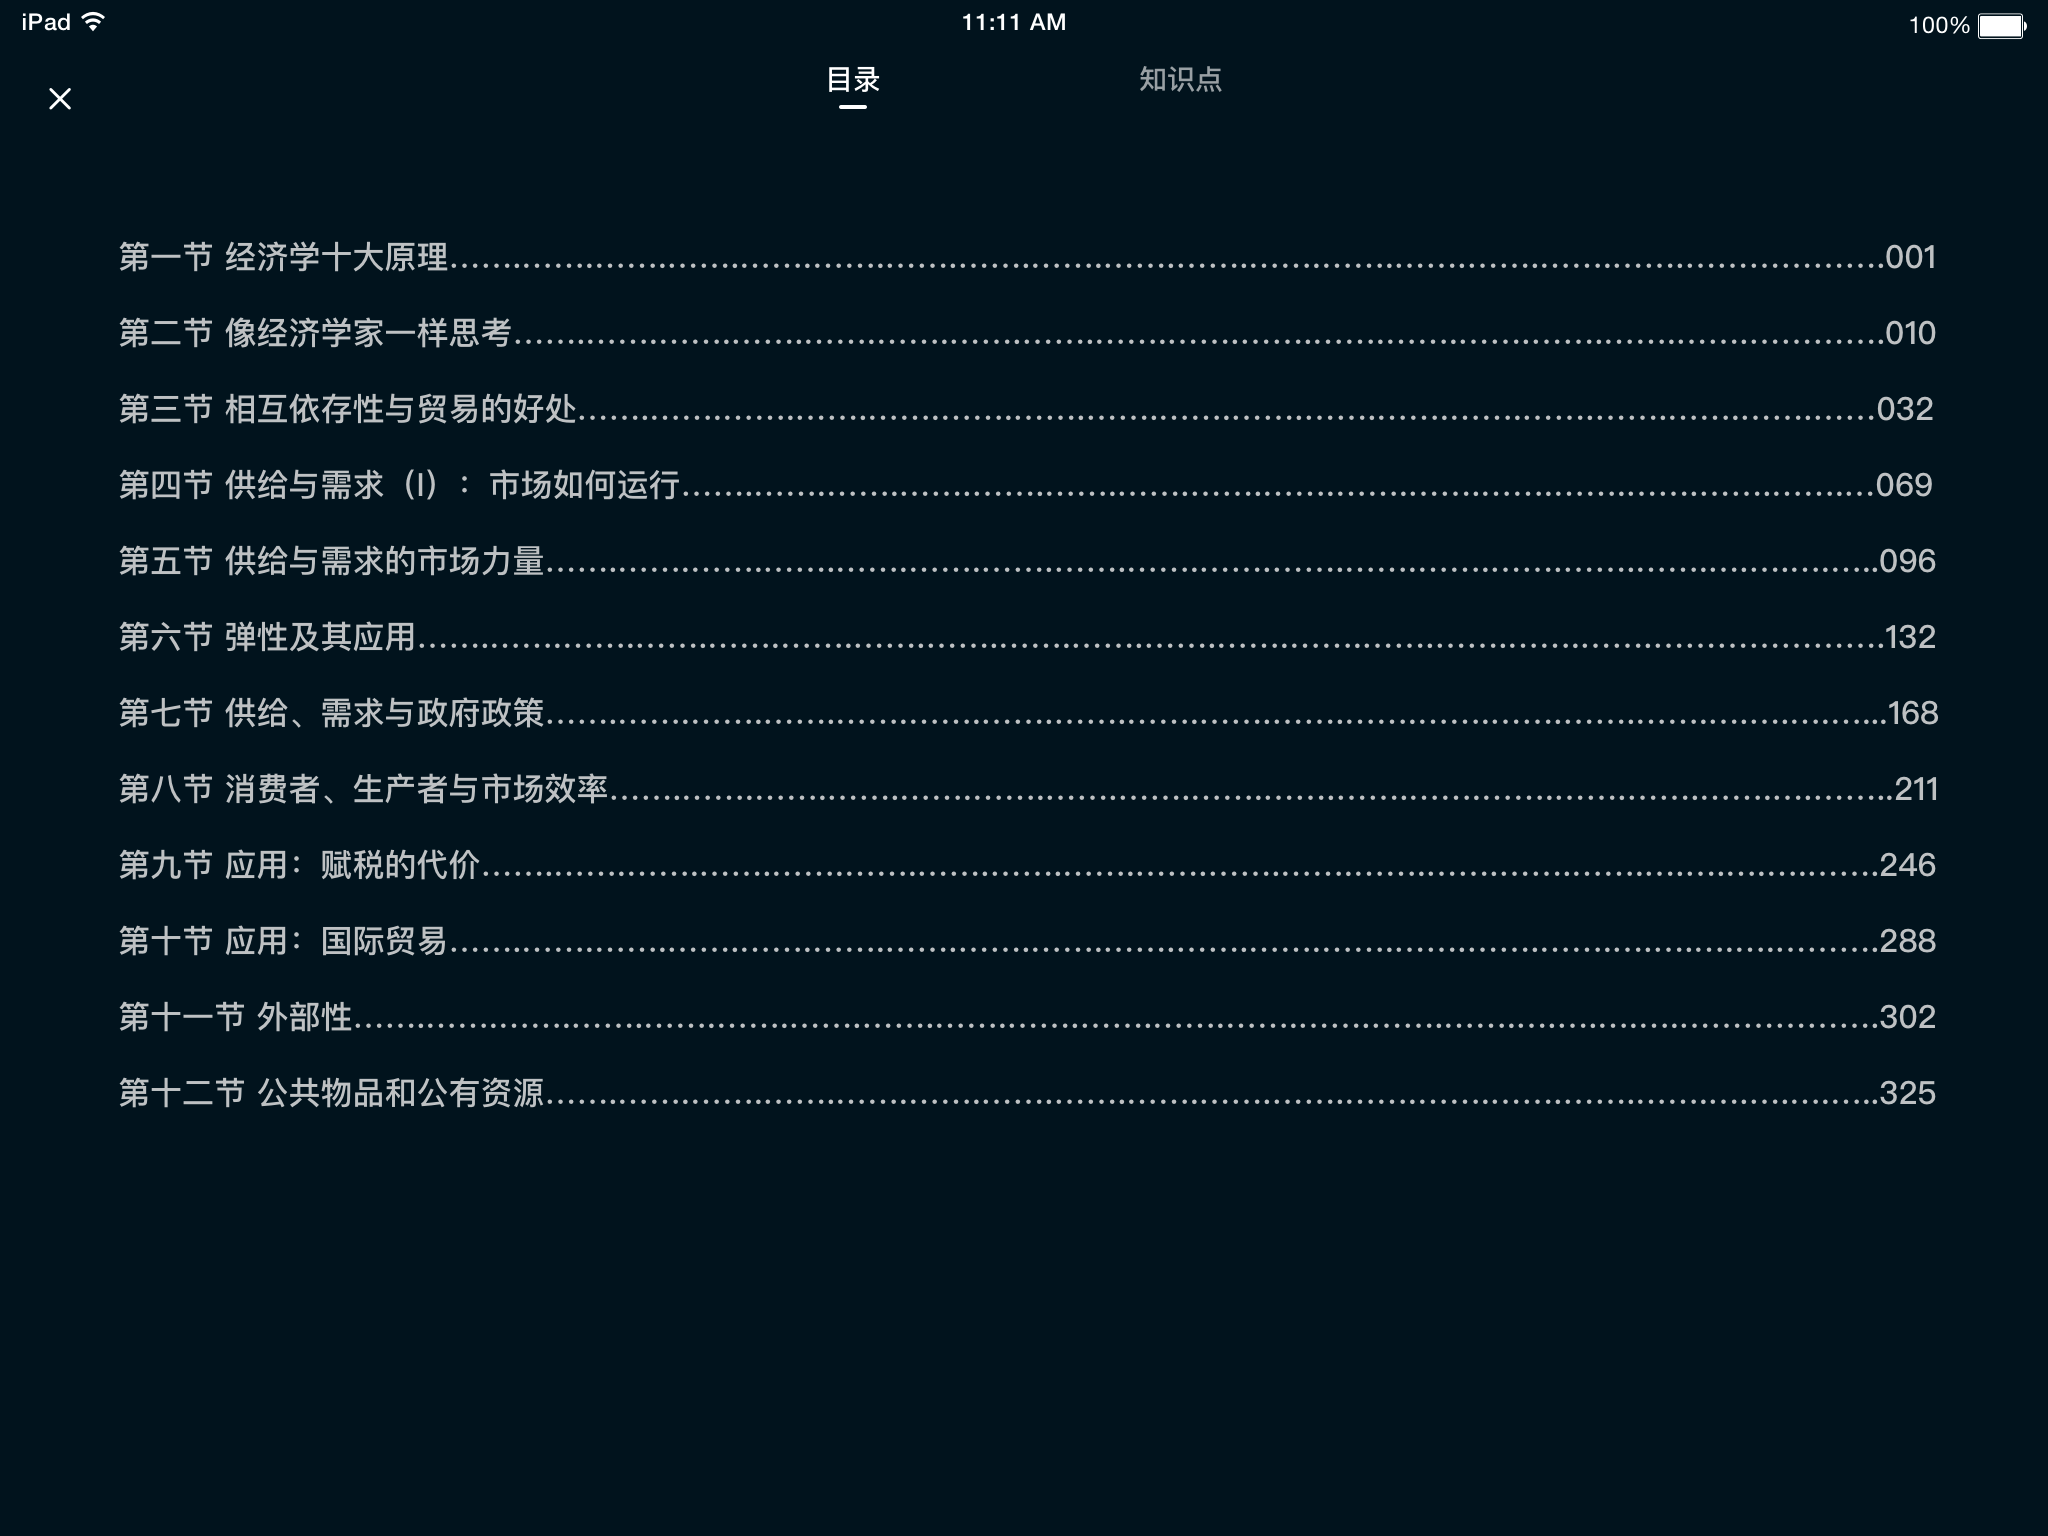 iPad 11:11 AM 100%
目录 知识点
第一节 经济学十大原理........................................001
第二节 像经济学家一样思考........................................010
第三节 相互依存性与贸易的好处........................................032
第四节 供给与需求（I）：市场如何运行........................................069
第五节 供给与需求的市场力量........................................096
第六节 弹性及其应用........................................132
第七节 供给、需求与政府政策........................................168
第八节 消费者、生产者与市场效率........................................211
第九节 应用：赋税的代价........................................246
第十节 应用：国际贸易........................................288
第十一节 外部性........................................302
第十二节 公共物品和公有资源........................................325